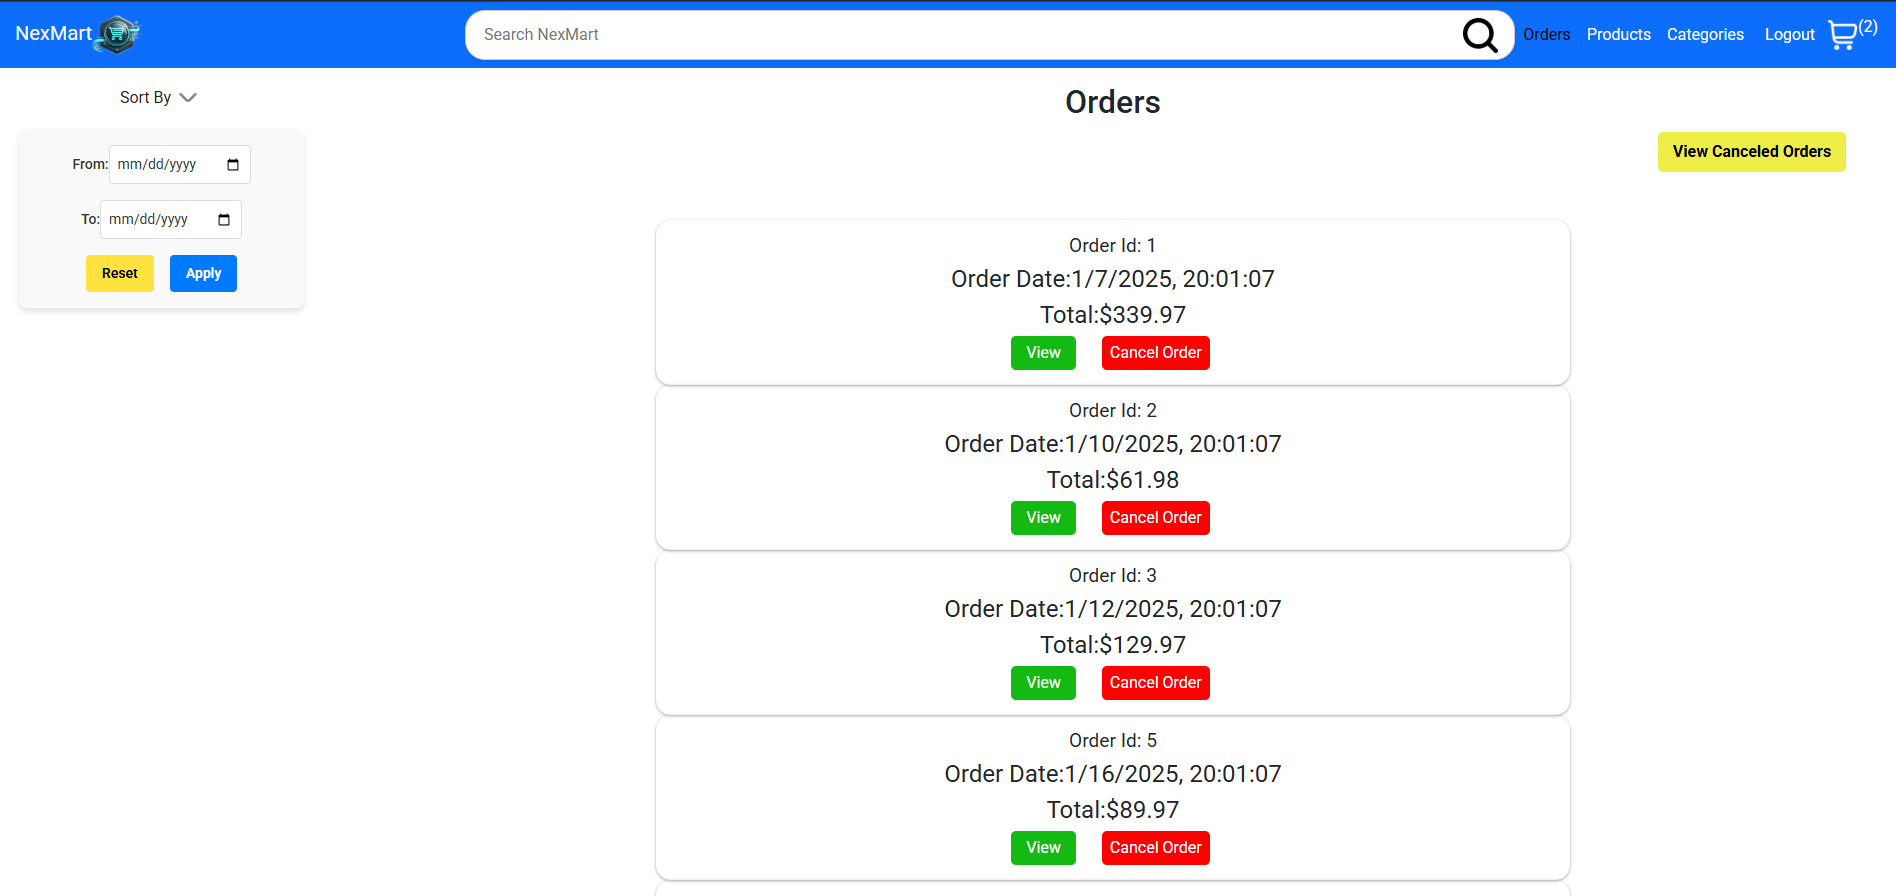 NexMart
Search NexMart
Orders
Products
Categories
Logout
(2)
Sort By
From: mm/dd/yyyy
To: mm/dd/yyyy
Reset
Apply
Orders
View Canceled Orders
Order Id: 1
Order Date:1/7/2025, 20:01:07
Total:$339.97
View
Cancel Order
Order Id: 2
Order Date:1/10/2025, 20:01:07
Total:$61.98
View
Cancel Order
Order Id: 3
Order Date:1/12/2025, 20:01:07
Total:$129.97
View
Cancel Order
Order Id: 5
Order Date:1/16/2025, 20:01:07
Total:$89.97
View
Cancel Order